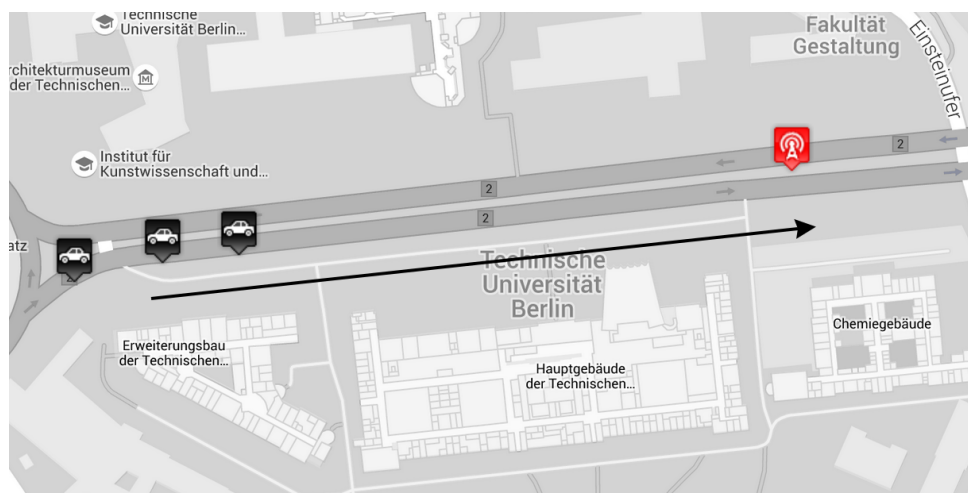 Technische
Universität Berlin...
Fakultät
Gestaltung
Einsteinufer
rchitekturmuseum
der Technischen...
M
Institut für
Kunstwissenschaft und...
2
2
2
atz
Technische
Universität
Berlin
Erweiterungsbau
der Technischen...
Hauptgebäude
der Technischen...
Chemiegebäude